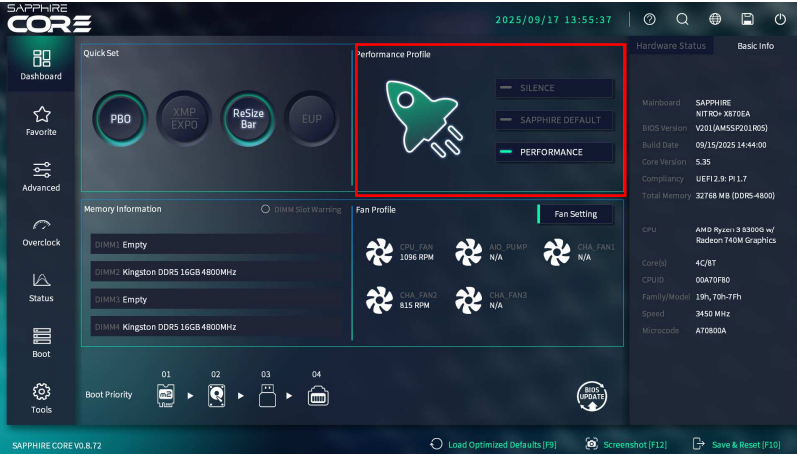 SAPPHIRE
CORE
2025/09/17 13:55:37
Dashboard
Favorite
Advanced
Overclock
Status
Boot
Tools
Quick Set
PBO
XMP
EXPO
ReSize
Bar
EUP
Performance Profile
SILENCE
SAPPHIRE DEFAULT
PERFORMANCE
Memory Information
DIMM Slot Warning
DIMM1 Empty
DIMM2 Kingston DDR5 16GB 4800MHz
DIMM3 Empty
DIMM4 Kingston DDR5 16GB 4800MHz
Fan Profile
Fan Setting
CPU_FAN
1096 RPM
AIO_PUMP
N/A
CHA_FAN1
N/A
CHA_FAN2
815 RPM
CHA_FAN3
N/A
Boot Priority
01
02
03
04
m2
BIOS
UPDATE
Hardware Status
Basic Info
Mainboard SAPPHIRE
NITRO+ X870EA
BIOS Version V201(AM5SP201R05)
Build Date 09/15/2025 14:44:00
Core Version 5.35
Compliancy UEFI 2.9: PI 1.7
Total Memory 32768 MB (DDR5-4800)
CPU AMD Ryzen 3 8300G w/
Radeon 740M Graphics
Core(s) 4C/8T
CPUID 00A70F80
Family/Model 19h, 70h-7Fh
Speed 3450 MHz
Microcode A70800A
SAPPHIRE CORE V0.8.72
Load Optimized Defaults [F9]
Screenshot [F12]
Save & Reset [F10]